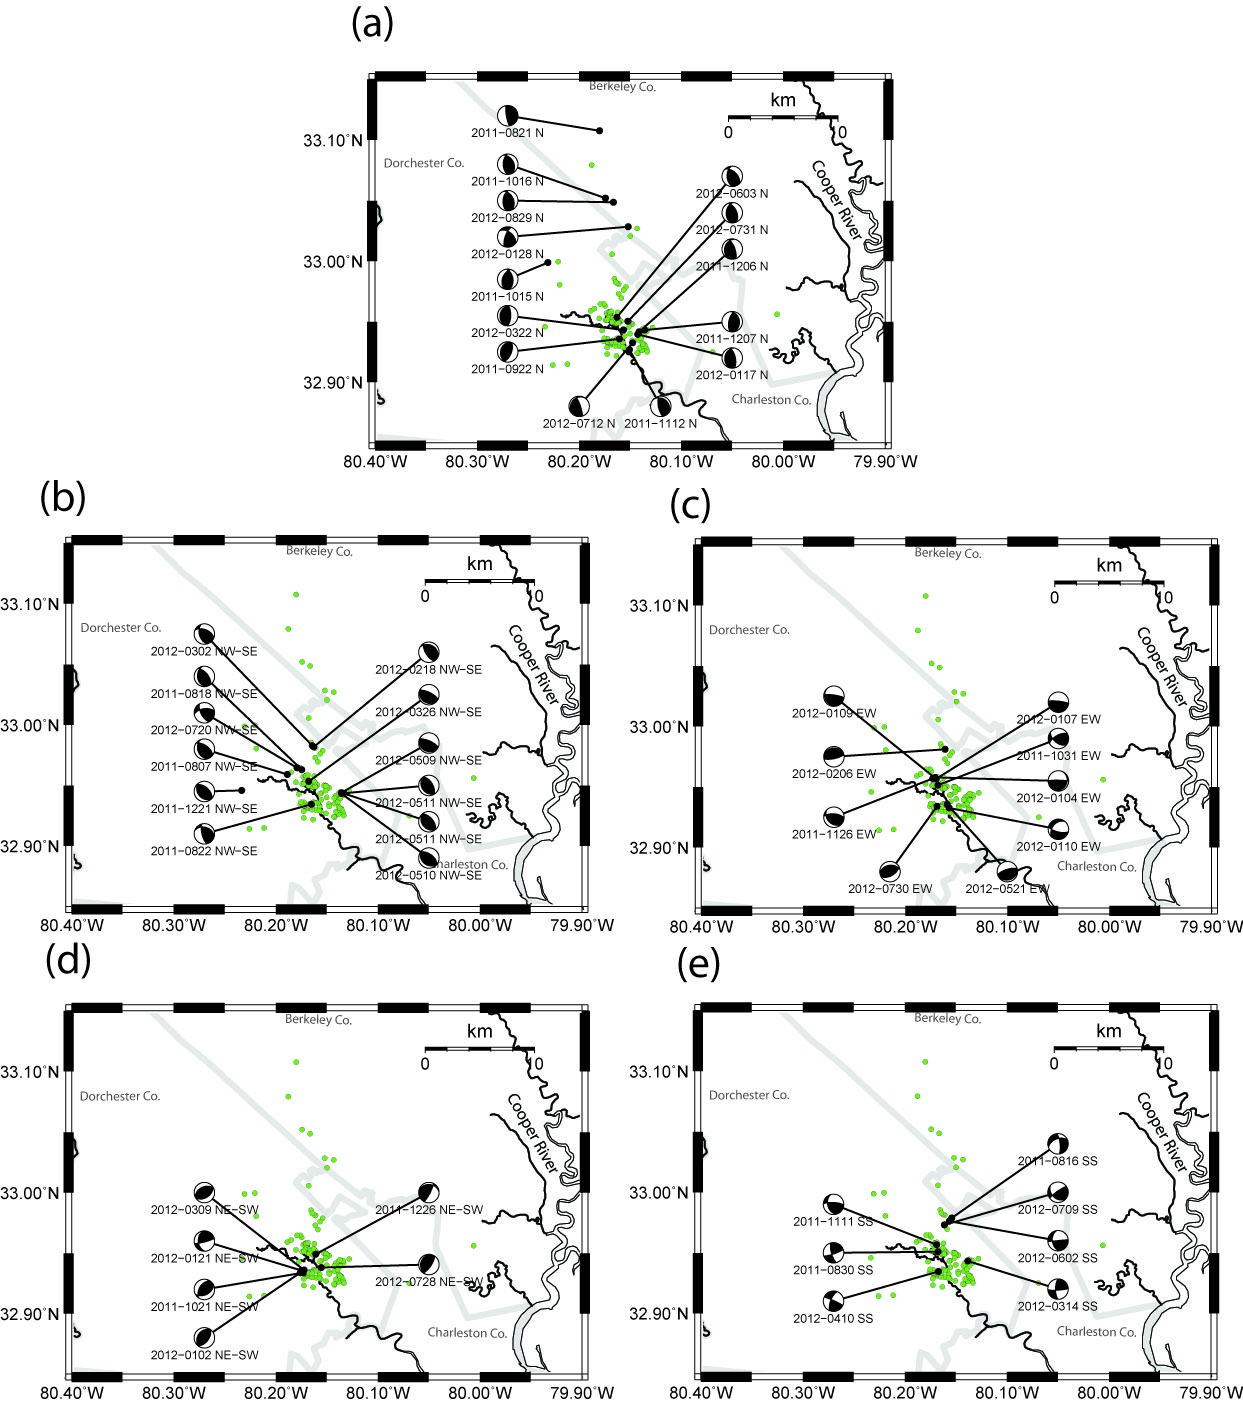 (a)
Berkeley Co.
km
0 0
33.10°N
2011-0821 N
Dorchester Co.
Cooper River
2011-1016 N
2012-0603 N
2012-0829 N
2012-0731 N
2012-0128 N
33.00°N
2011-1206 N
2011-1015 N
2012-0322 N
2011-1207 N
2011-0922 N
2012-0117 N
32.90°N
Charleston Co.
2012-0712 N 2011-1112 N
80.40°W 80.30°W 80.20°W 80.10°W 80.00°W 79.90°W
(b)
Berkeley Co.
km
0 10
33.10°N
Dorchester Co.
Cooper River
2012-0302 NW-SE
2012-0218 NW-SE
2011-0818 NW-SE
2012-0326 NW-SE
33.00°N
2012-0720 NW-SE
2012-0509 NW-SE
2011-0807 NW-SE
2012-0511 NW-SE
2011-1221 NW-SE
2012-0511 NW-SE
2011-0822 NW-SE
32.90°N
Charleston Co.
2012-0510 NW-SE
80.40°W 80.30°W 80.20°W 80.10°W 80.00°W 79.90°W
(c)
Berkeley Co.
km
0 10
33.10°N
Dorchester Co.
Cooper River
2012-0109 EW
2012-0107 EW
33.00°N
2011-1031 EW
2012-0206 EW
2012-0104 EW
2011-1126 EW
2012-0110 EW
32.90°N
Charleston Co.
2012-0730 EW 2012-0521 EW
80.40°W 80.30°W 80.20°W 80.10°W 80.00°W 79.90°W
(d)
Berkeley Co.
km
0 10
33.10°N
Dorchester Co.
Cooper River
33.00°N
2012-0309 NE-SW
2011-1226 NE-SW
2012-0121 NE-SW
2012-0728 NE-SW
2011-1021 NE-SW
32.90°N
Charleston Co.
2012-0102 NE-SW
80.40°W 80.30°W 80.20°W 80.10°W 80.00°W 79.90°W
(e)
Berkeley Co.
km
0 10
33.10°N
Dorchester Co.
Cooper River
2011-0816 SS
33.00°N
2012-0709 SS
2011-1111 SS
2012-0602 SS
2011-0830 SS
2012-0314 SS
2012-0410 SS
32.90°N
Charleston Co.
80.40°W 80.30°W 80.20°W 80.10°W 80.00°W 79.90°W